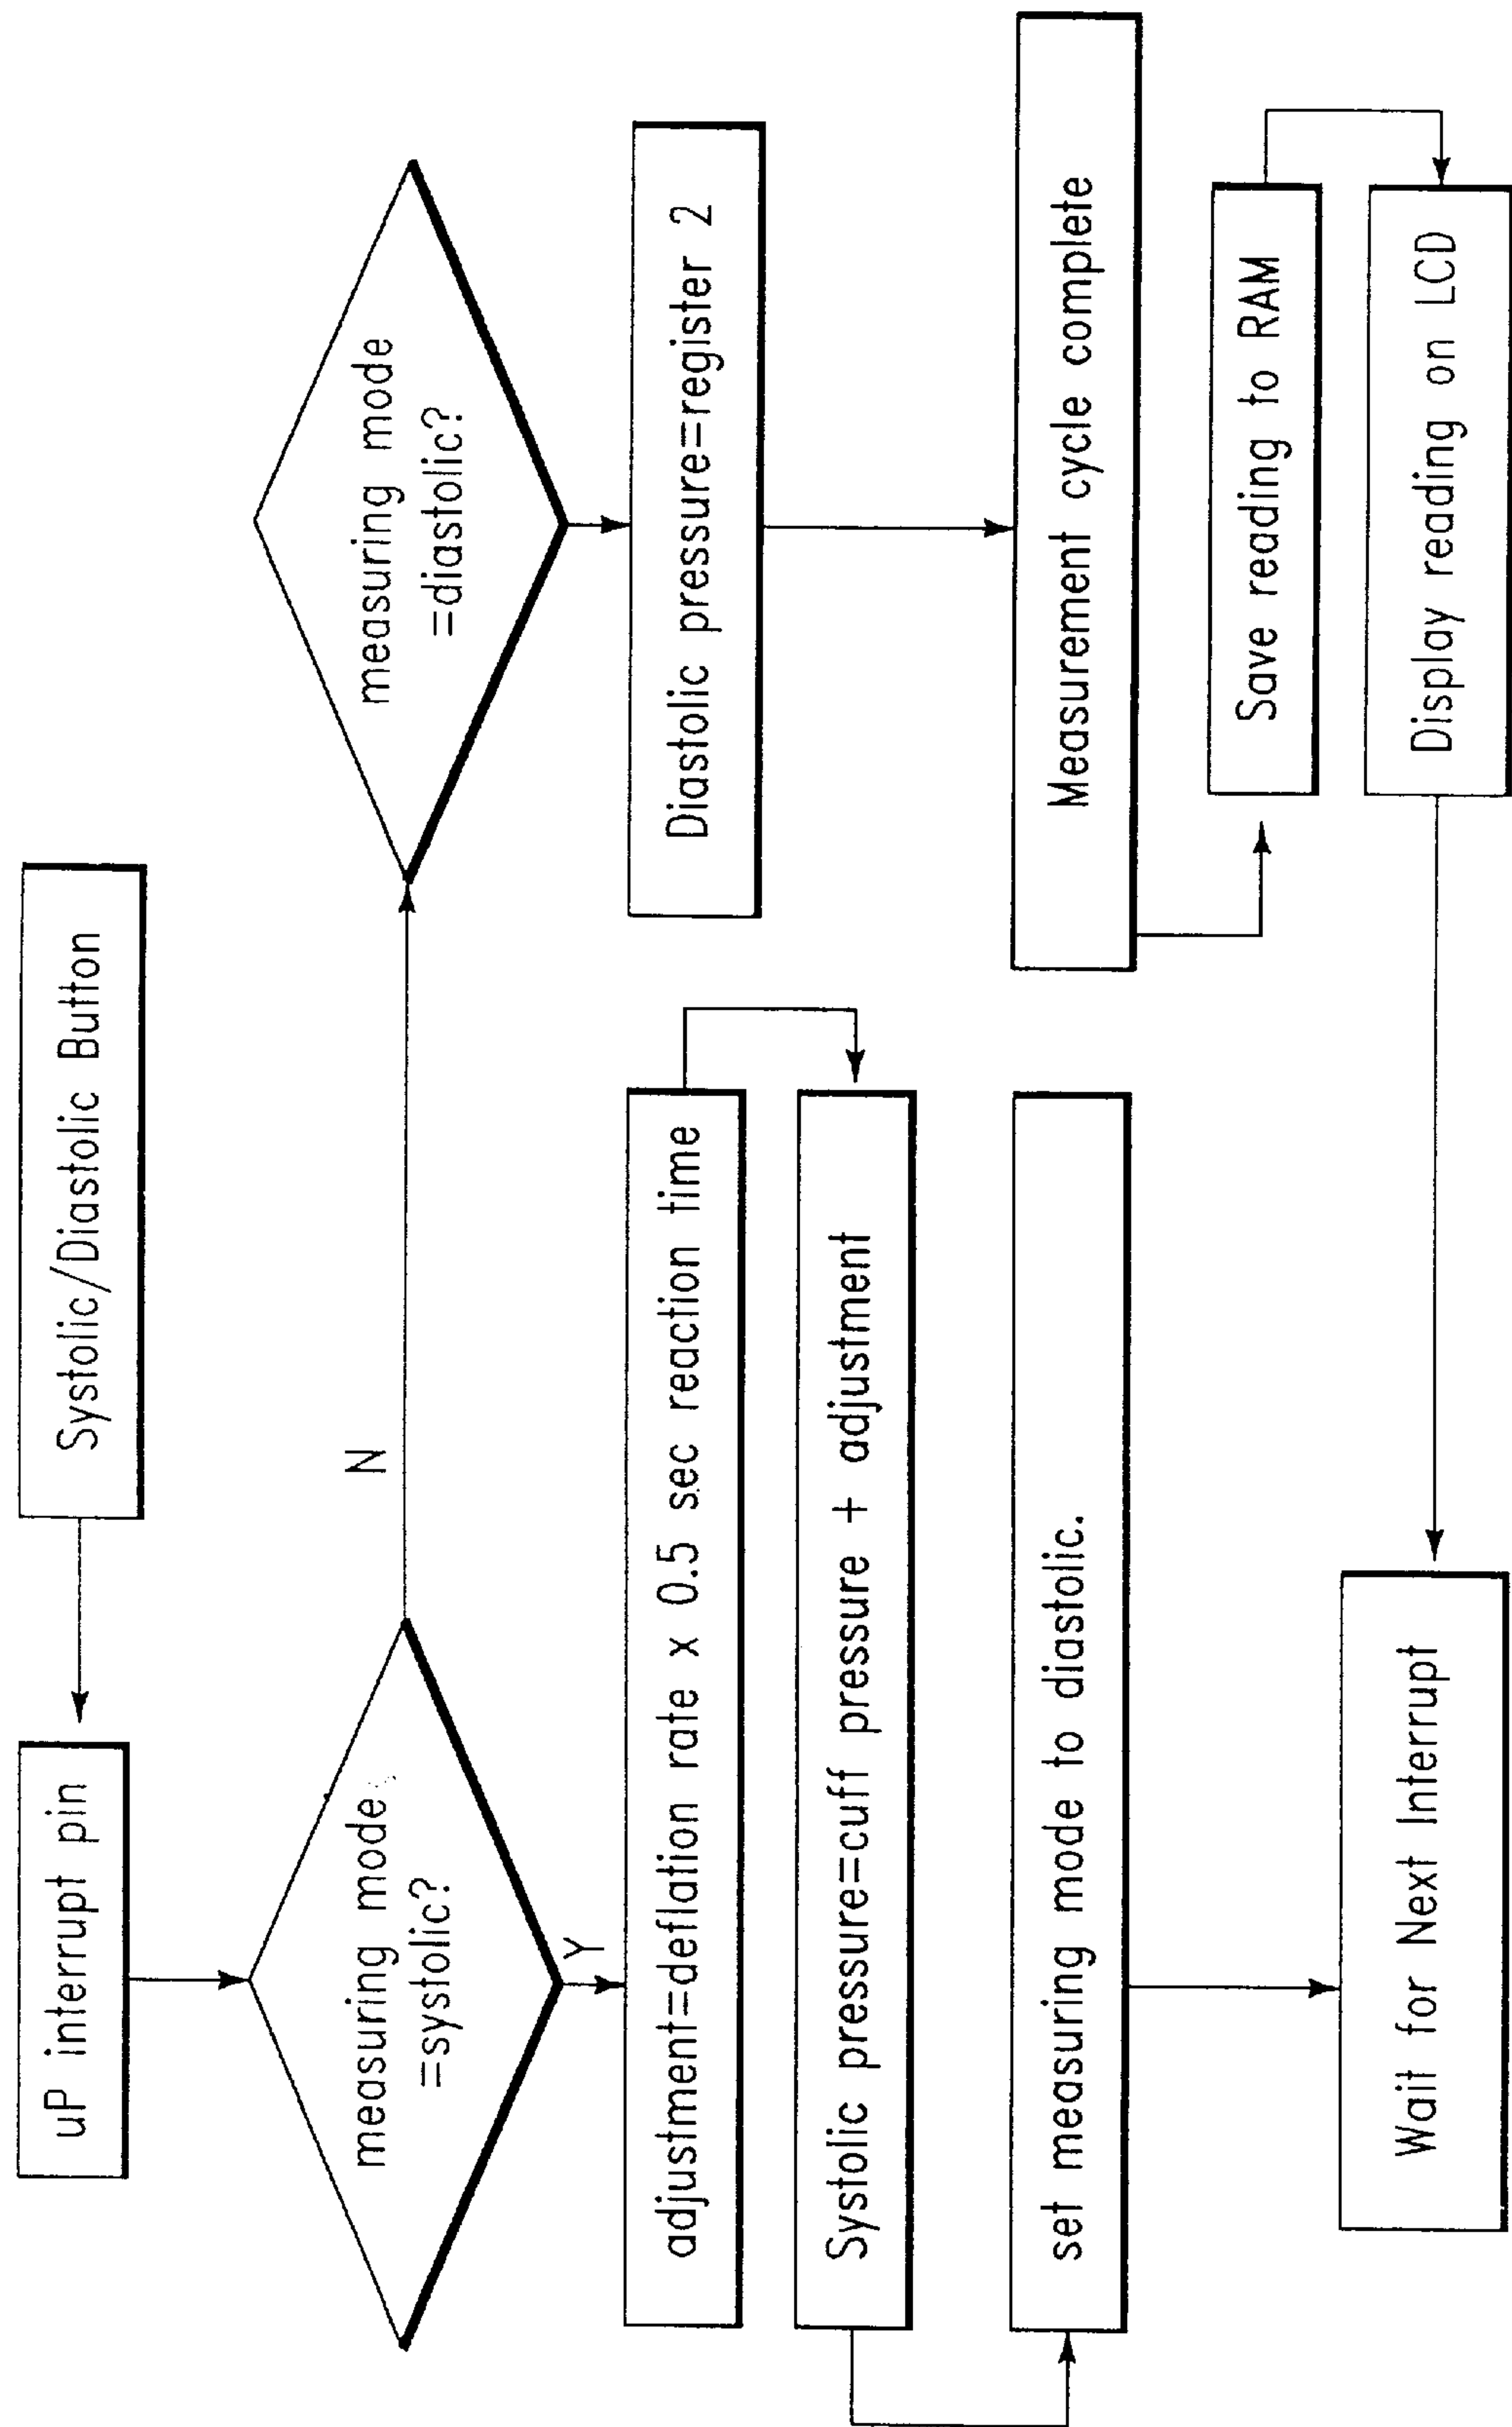 uP interrupt pin
Systolic/Diastolic Button
measuring mode
=systolic?
N
measuring mode
=diastolic?
Y
adjustment=deflation rate x 0.5 sec reaction time
Systolic pressure=cuff pressure + adjustment
set measuring mode to diastolic.
Wait for Next Interrupt
Diastolic pressure=register 2
Measurement cycle complete
Save reading to RAM
Display reading on LCD